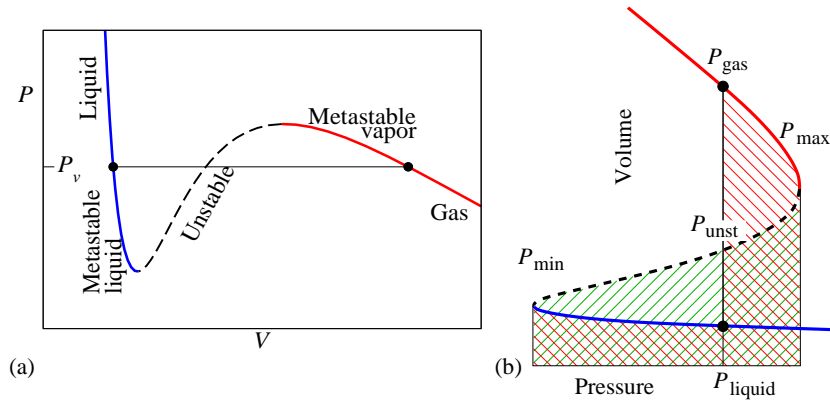 P
Liquid
P_v
Metastable
liquid
Unstable
Metastable
vapor
Gas
V
(a)
P_gas
P_max
Volume
P_unst
P_min
P_liquid
Pressure
(b)